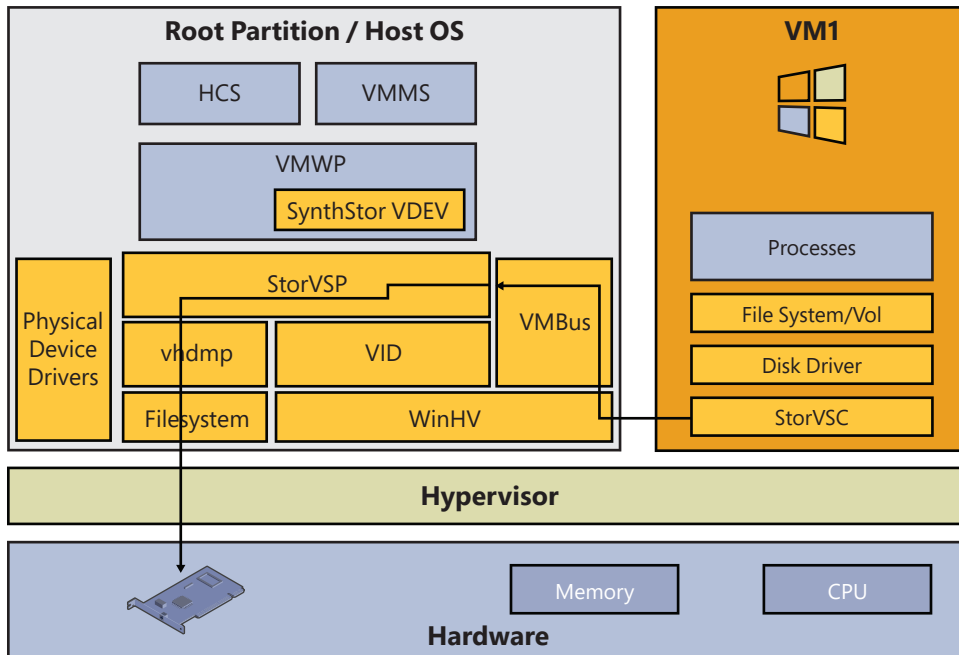 Root Partition / Host OS
HCS
VMMS
VMWP
SynthStor VDEV
Physical
Device
Drivers
StorVSP
VMBus
vhdmp
VID
Filesystem
WinHV
VM1
Processes
File System/Vol
Disk Driver
StorVSC
Hypervisor
Memory
CPU
Hardware